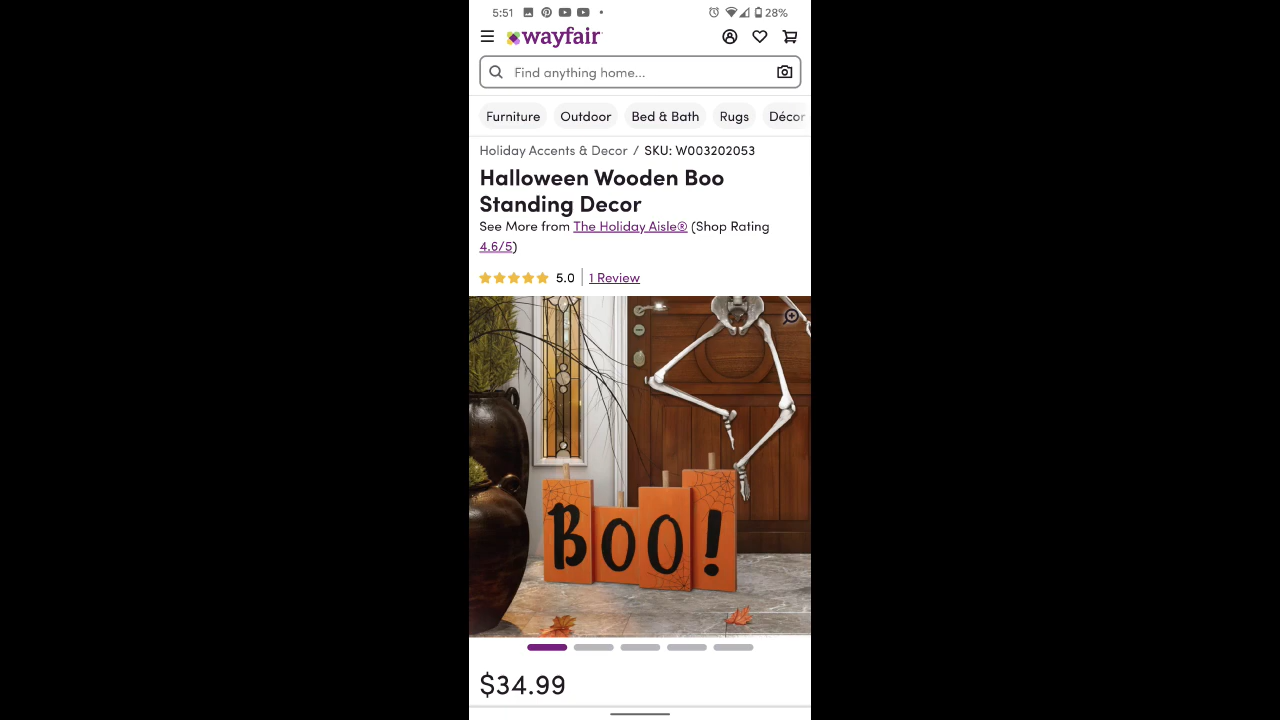 5:51
28%
wayfair
Find anything home...
Furniture Outdoor Bed & Bath Rugs Décor
Holiday Accents & Decor / SKU: W003202053
Halloween Wooden Boo
Standing Decor
See More from The Holiday Aisle® (Shop Rating
4.6/5)
5.0 1 Review
BOO!
$34.99